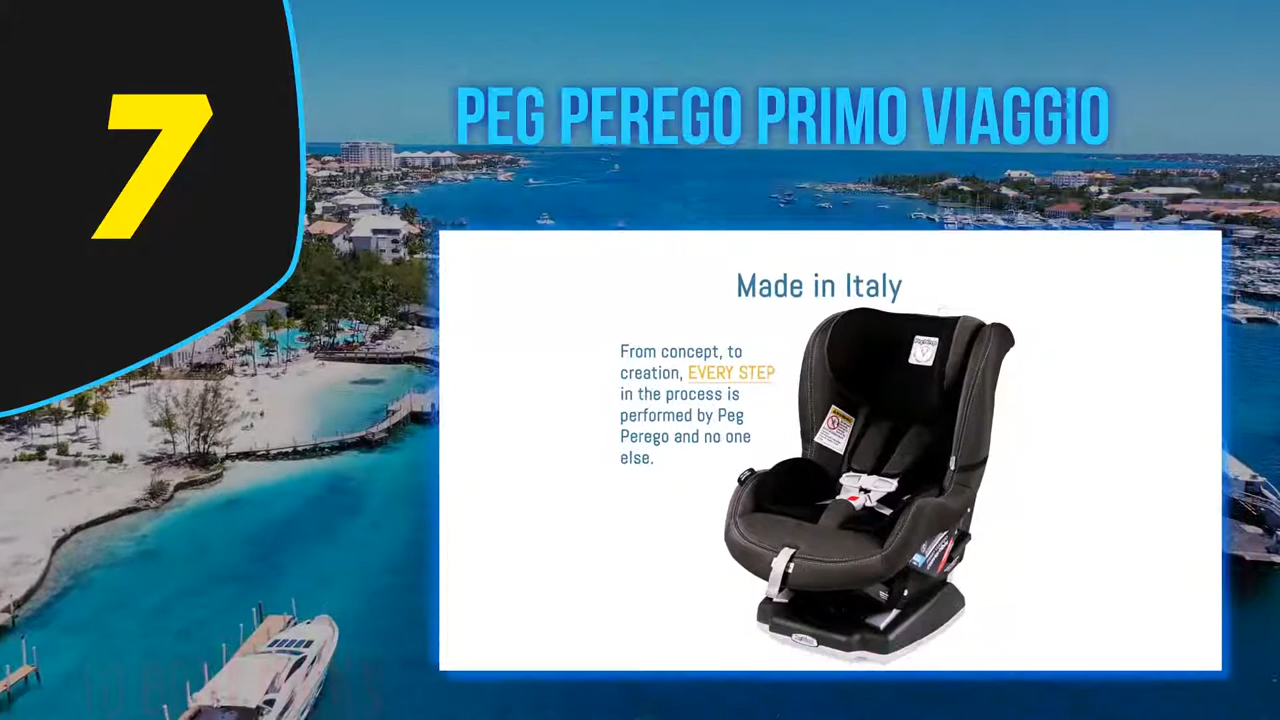 7
PEG PEREGO PRIMO VIAGGIO
Made in Italy
From concept, to
creation, EVERY STEP
in the process is
performed by Peg
Perego and no one
else.